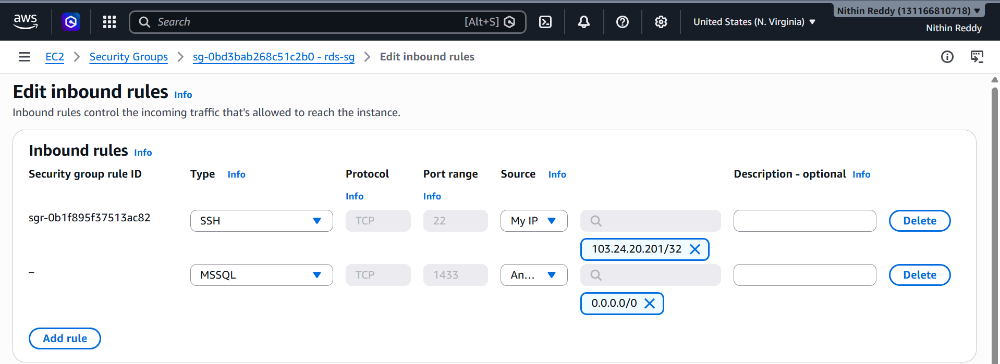 aws
Search
[Alt+S]
United States (N. Virginia)
Nithin Reddy (131166810718)
Nithin Reddy
EC2
Security Groups
sg-0bd3bab268c51c2b0 - rds-sg
Edit inbound rules
Edit inbound rules Info
Inbound rules control the incoming traffic that's allowed to reach the instance.
Inbound rules Info
Security group rule ID
Type Info
Protocol Info
Port range Info
Source Info
Description - optional Info
sgr-0b1f895f37513ac82
SSH
TCP
22
My IP
103.24.20.201/32
Delete
–
MSSQL
TCP
1433
An...
0.0.0.0/0
Delete
Add rule